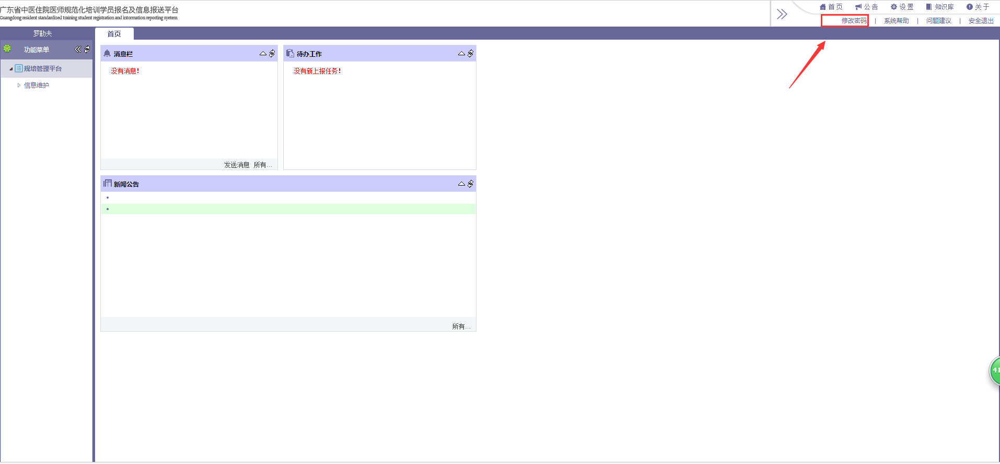 广东省中医住院医师规范化培训学员报名及信息报送平台
Guangdong resident standardized training student registration and intormation reporting syetem
首页 公告 设置 知识库 关于
修改密码 | 系统帮助 | 问题建议 | 安全退出
罗勤夫
首页
功能菜单
规培管理平台
信息维护
消息栏
没有消息!
发送消息 所有...
待办工作
没有新上报任务!
新闻公告
所有...
41